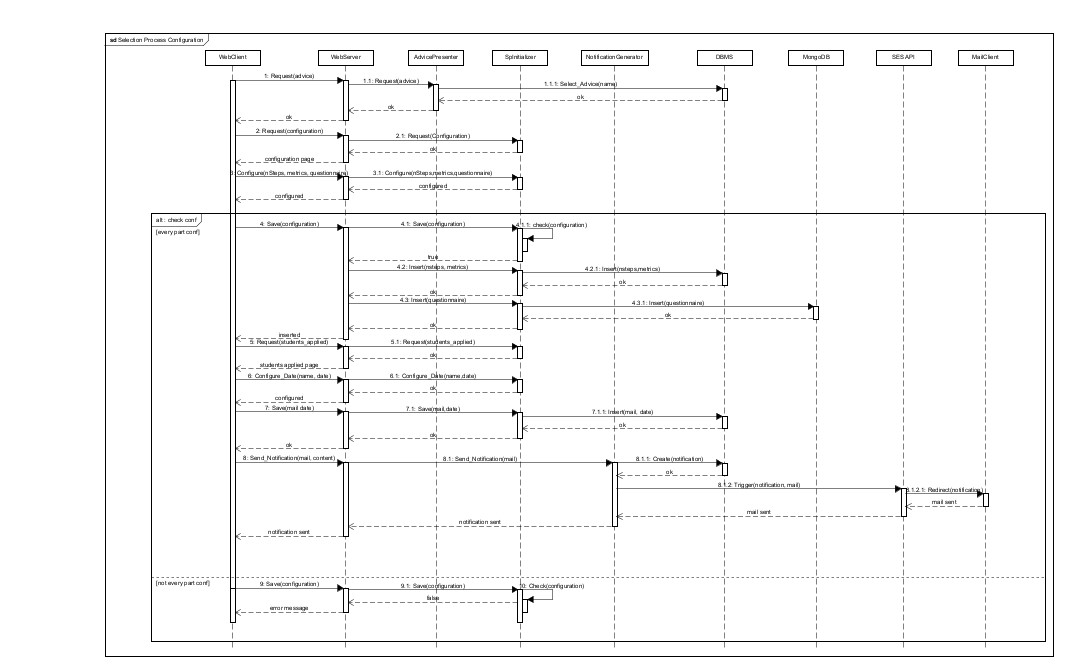 sd Selection Process Configuration
WebClient
WebServer
AdvicePresenter
SpInitializer
NotificationGenerator
DBMS
MongoDB
SES API
MailClient
1: Request(advice)
1.1: Request(advice)
1.1.1: Select_Advice(name)
ok
ok
ok
2: Request(configuration)
2.1: Request(Configuration)
ok
configuration page
3: Configure(nSteps, metrics, questionnaire)
3.1: Configure(nSteps,metrics,questionnaire)
configured
configured
alt : check conf
[every part conf]
4: Save(configuration)
4.1: Save(configuration)
4.1.1: check(configuration)
true
4.2: Insert(nsteps, metrics)
4.2.1: Insert(nsteps,metrics)
ok
ok
4.3: Insert(questionnaire)
4.3.1: Insert(questionnaire)
ok
ok
inserted
5: Request(students_applied)
5.1: Request(students_applied)
ok
students applied page
6: Configure_Date(name, date)
6.1: Configure_Date(name,date)
ok
configured
7: Save(mail date)
7.1: Save(mail,date)
7.1.1: Insert(mail, date)
ok
ok
ok
8: Send_Notification(mail, content)
8.1: Send_Notification(mail)
8.1.1: Create(notification)
ok
8.1.2: Trigger(notification, mail)
8.1.2.1: Redirect(notification)
mail sent
mail sent
notification sent
notification sent
[not every part conf]
9: Save(configuration)
9.1: Save(configuration)
10: Check(configuration)
false
error message